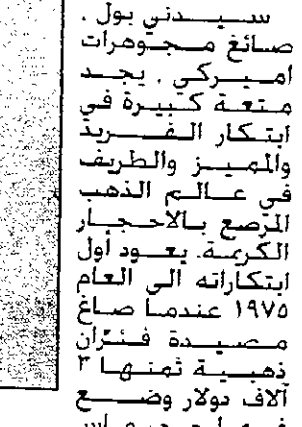 سيدني بول .
صائغ مجوهرات
اميركي . يجد
متعة كبيرة في
ابتكار الفريد
والمميز والطريف
في عالم الذهب
المرصع بالاحجار
الكريمة. يعود أول
ابتكاراته الى العام
١٩٧٥ عندما صاغ
مصيدة فئران
ذهبية ثمنها ٣
آلاف دولار وضع